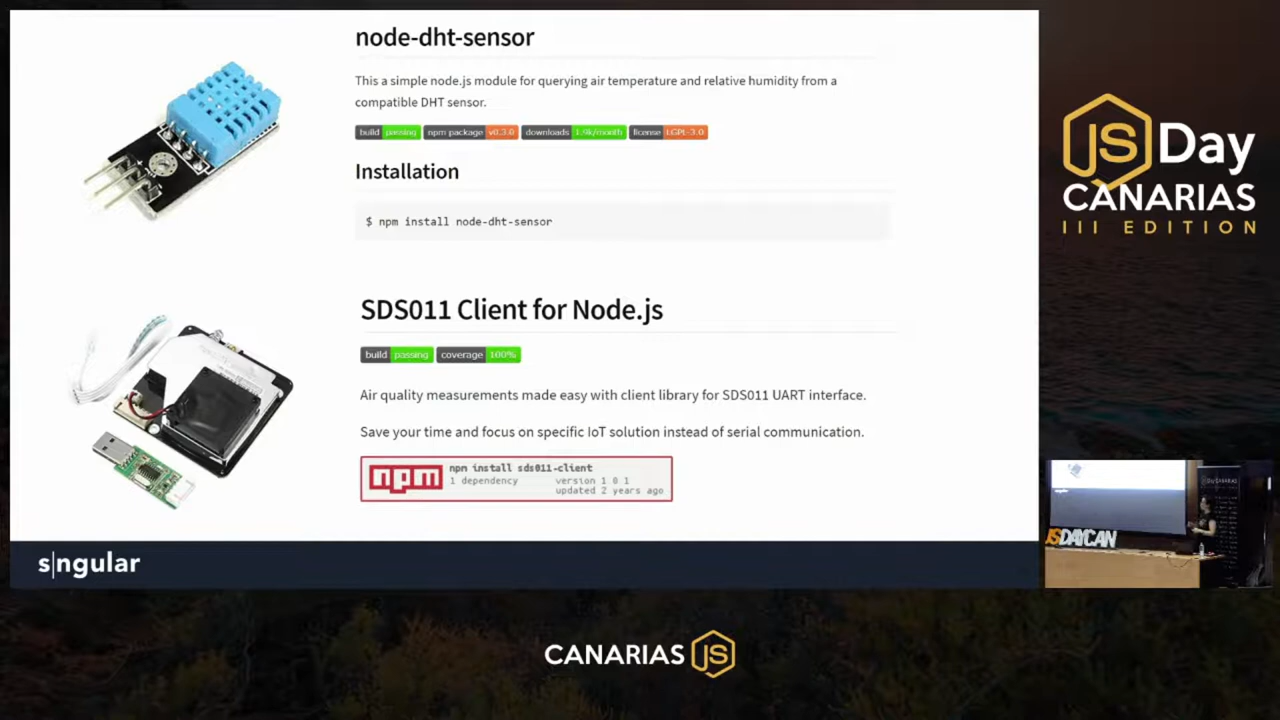 node-dht-sensor
This a simple node.js module for querying air temperature and relative humidity from a
compatible DHT sensor.
build passing npm package v0.3.0 downloads 1.9k/month license LGPL-3.0
Installation
$ npm install node-dht-sensor
SDS011 Client for Node.js
build passing coverage 100%
Air quality measurements made easy with client library for SDS011 UART interface.
Save your time and focus on specific IoT solution instead of serial communication.
npm npm install sds011-client
1 dependency version 1 0 1
updated 2 years ago
s|ngular
JS Day
CANARIAS
III EDITION
JSDAYCAN
CANARIAS JS